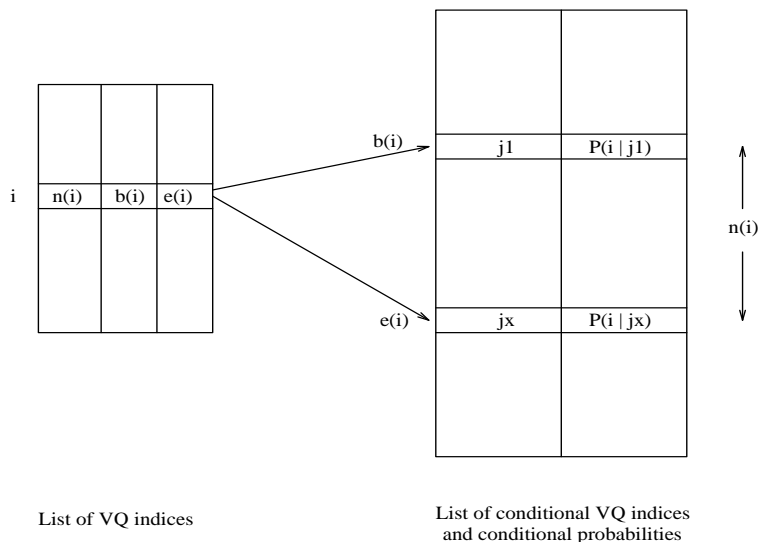 b(i)
j1
P(i | j1)
i
n(i)
b(i)
e(i)
n(i)
e(i)
jx
P(i | jx)
List of VQ indices
List of conditional VQ indices
and conditional probabilities